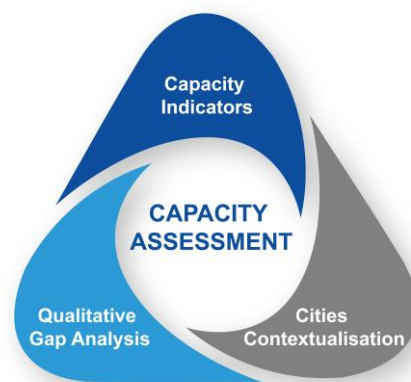 Capacity
Indicators
CAPACITY
ASSESSMENT
Qualitative
Gap Analysis
Cities
Contextualisation